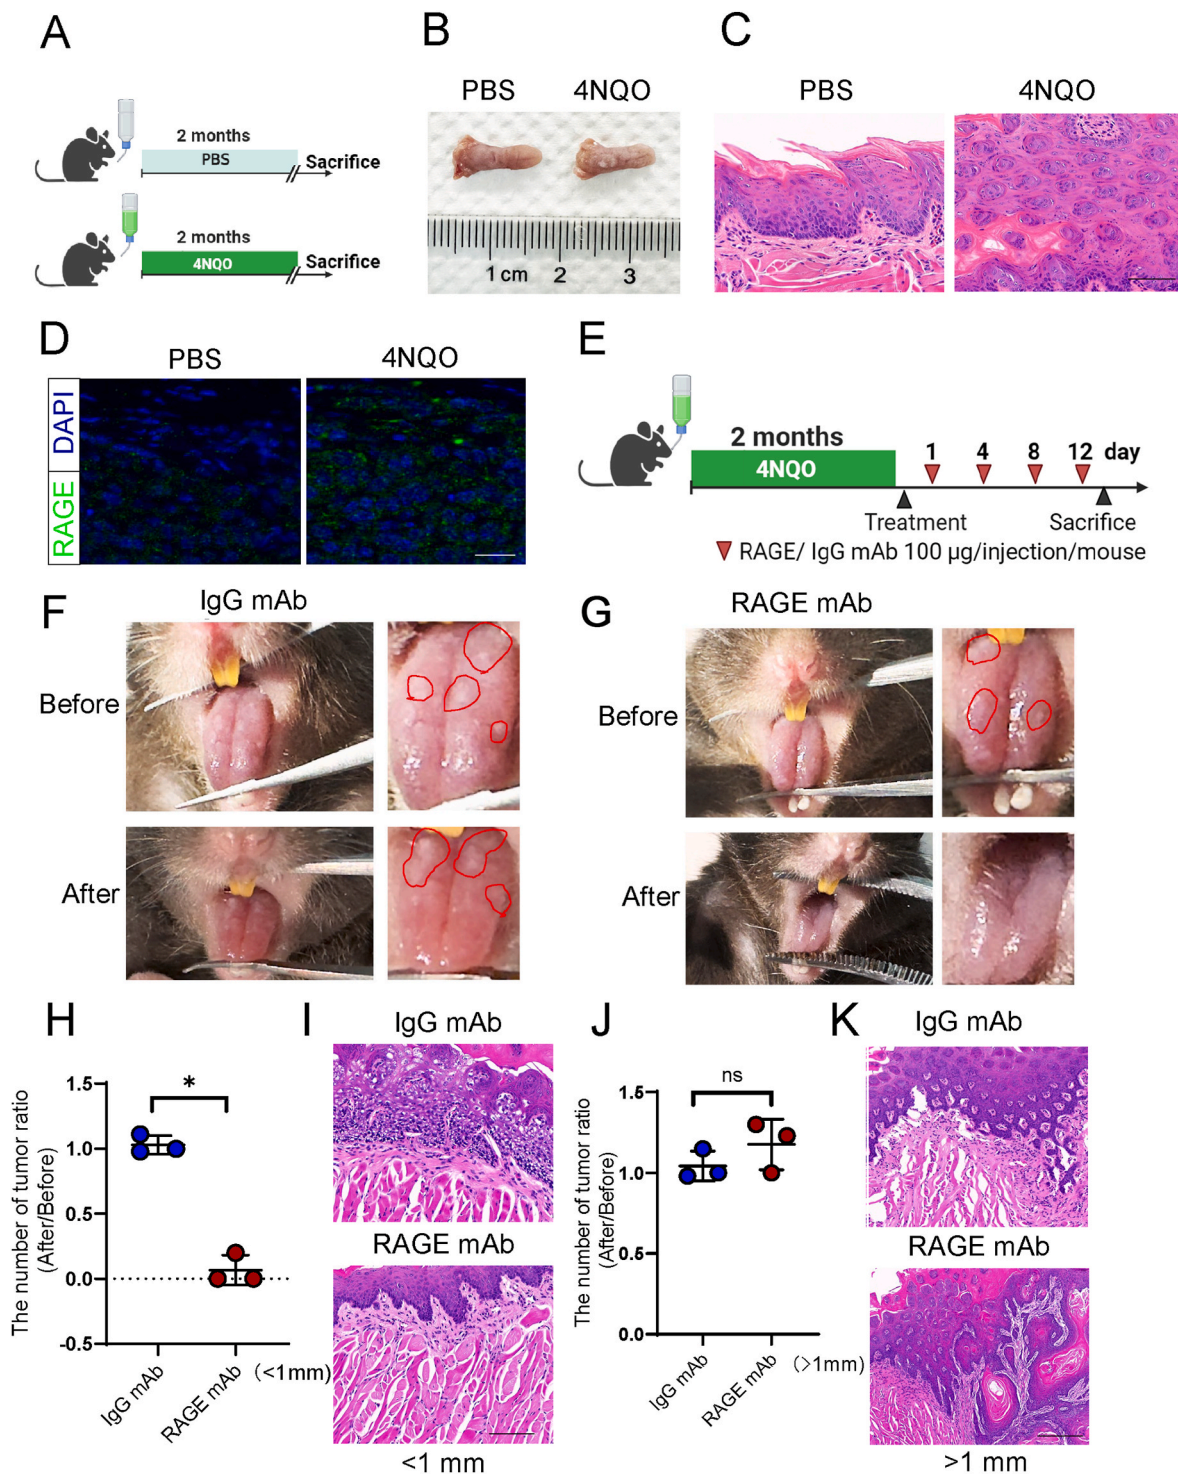 A
2 months
PBS
Sacrifice
2 months
4NQO
Sacrifice
B
PBS 4NQO
1 cm 2 3
C
PBS 4NQO
D
PBS 4NQO
RAGE DAPI
E
2 months
4NQO
1 4 8 12 day
Treatment Sacrifice
RAGE/ IgG mAb 100 µg/injection/mouse
F
IgG mAb
Before
After
G
RAGE mAb
Before
After
H
The number of tumor ratio
(After/Before)
1.5
1.0
0.5
0.0
-0.5
*
IgG mAb
RAGE mAb
(<1mm)
I
IgG mAb
RAGE mAb
<1 mm
J
The number of tumor ratio
(After/Before)
1.5
1.0
0.5
0.0
ns
IgG mAb
RAGE mAb
(>1mm)
K
IgG mAb
RAGE mAb
>1 mm